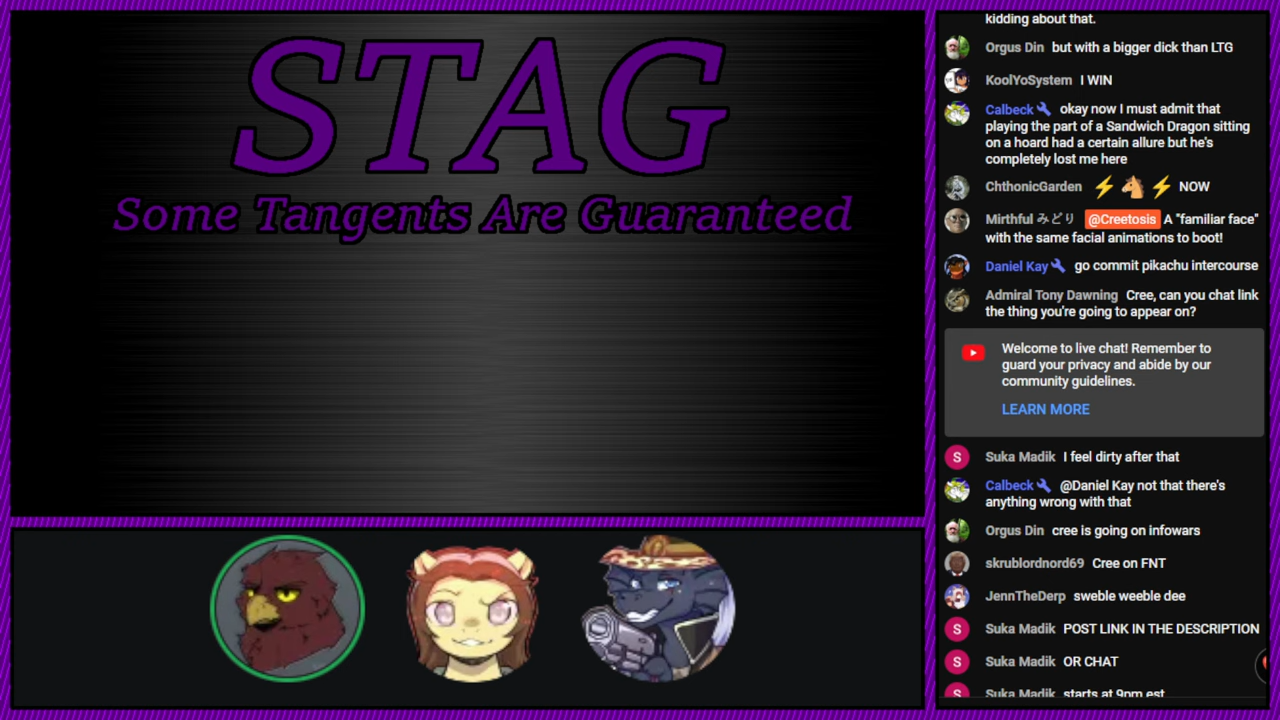 STAG
Some Tangents Are Guaranteed
kidding about that.
Orgus Din but with a bigger dick than LTG
KoolYoSystem I WIN
Calbeck okay now I must admit that
playing the part of a Sandwich Dragon sitting
on a hoard had a certain allure but he's
completely lost me here
ChthonicGarden NOW
Mirthful みどり @Creetosis A "familiar face"
with the same facial animations to boot!
Daniel Kay go commit pikachu intercourse
Admiral Tony Dawning Cree, can you chat link
the thing you're going to appear on?
Welcome to live chat! Remember to
guard your privacy and abide by our
community guidelines.
LEARN MORE
S Suka Madik I feel dirty after that
Calbeck @Daniel Kay not that there's
anything wrong with that
Orgus Din cree is going on infowars
skrublordnord69 Cree on FNT
JennTheDerp sweble weeble dee
S Suka Madik POST LINK IN THE DESCRIPTION
S Suka Madik OR CHAT
S Suka Madik starts at 9pm est